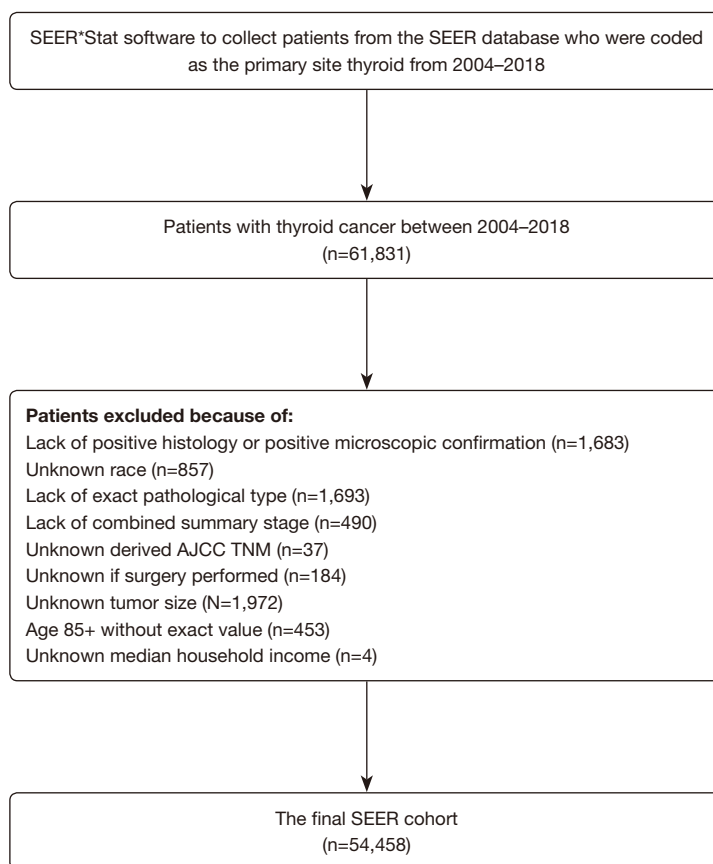 SEER*Stat software to collect patients from the SEER database who were coded
as the primary site thyroid from 2004–2018
Patients with thyroid cancer between 2004–2018
(n=61,831)
Patients excluded because of:
Lack of positive histology or positive microscopic confirmation (n=1,683)
Unknown race (n=857)
Lack of exact pathological type (n=1,693)
Lack of combined summary stage (n=490)
Unknown derived AJCC TNM (n=37)
Unknown if surgery performed (n=184)
Unknown tumor size (N=1,972)
Age 85+ without exact value (n=453)
Unknown median household income (n=4)
The final SEER cohort
(n=54,458)